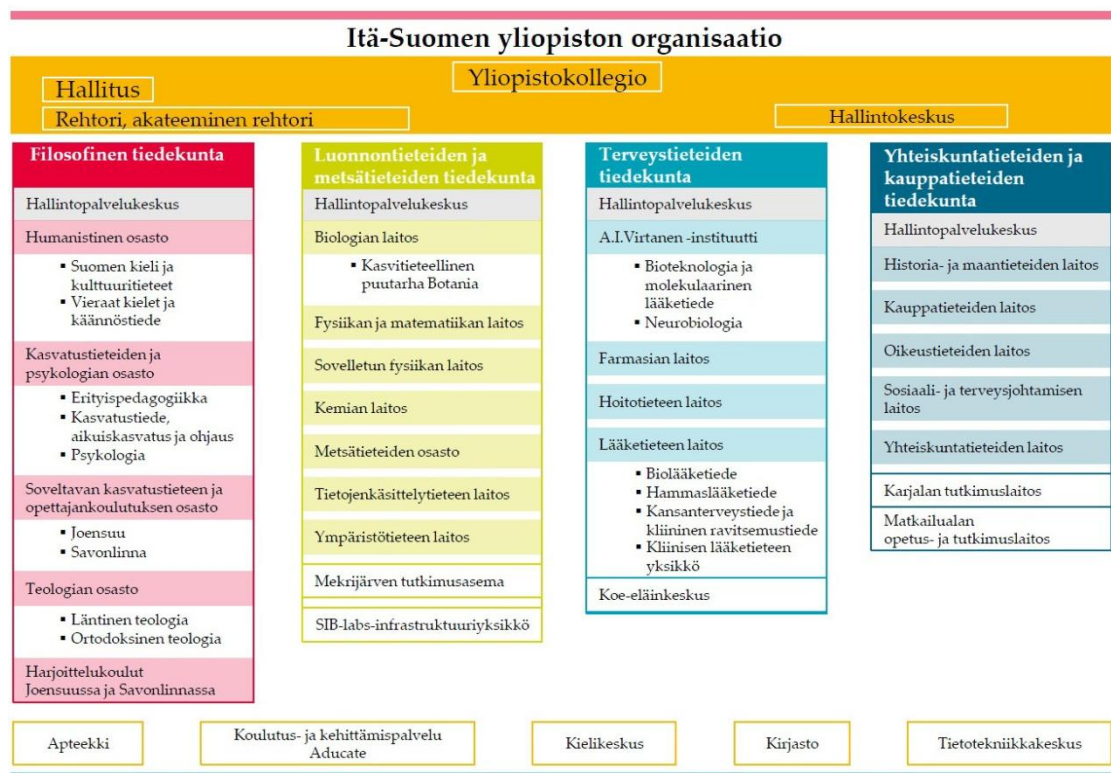 Itä-Suomen yliopiston organisaatio
Yliopistokollegio
Hallitus
Rehtori, akateeminen rehtori
Hallintokeskus
Filosofinen tiedekunta
Hallintopalvelukeskus
Humanistinen osasto
▪ Suomen kieli ja
kulttuuritieteet
▪ Vieraat kielet ja
käännöstiede
Kasvatustieteiden ja
psykologian osasto
▪ Erityispedagogiikka
▪ Kasvatustiede,
aikuiskasvatus ja ohjaus
▪ Psykologia
Soveltavan kasvatustieteen ja
opettajankoulutuksen osasto
▪ Joensuu
▪ Savonlinna
Teologian osasto
▪ Läntinen teologia
▪ Ortodoksinen teologia
Harjoittelukoulut
Joensuussa ja Savonlinnassa
Luonnontieteiden ja
metsätieteiden tiedekunta
Hallintopalvelukeskus
Biologian laitos
▪ Kasvitieteellinen
puutarha Botania
Fysiikan ja matematiikan laitos
Sovelletun fysiikan laitos
Kemian laitos
Metsätieteiden osasto
Tietojenkäsittelytieteen laitos
Ympäristötieteen laitos
Mekrijärven tutkimusasema
SIB-labs-infrastruktuuriyksikkö
Terveystieteiden
tiedekunta
Hallintopalvelukeskus
A.I.Virtanen -instituutti
▪ Bioteknologia ja
molekulaarinen
lääketiede
▪ Neurobiologia
Farmasian laitos
Hoitotieteen laitos
Lääketieteen laitos
▪ Biolääketiede
▪ Hammaslääketiede
▪ Kansanterveystiede ja
kliininen ravitsemustiede
▪ Kliinisen lääketieteen
yksikkö
Koe-eläinkeskus
Yhteiskuntatieteiden ja
kauppatieteiden
tiedekunta
Hallintopalvelukeskus
Historia- ja maantieteiden laitos
Kauppatieteiden laitos
Oikeustieteiden laitos
Sosiaali- ja terveysjohtamisen
laitos
Yhteiskuntatieteiden laitos
Karjalan tutkimuslaitos
Matkailualan
opetus- ja tutkimuslaitos
Apteekki
Koulutus- ja kehittämispalvelu
Aducate
Kielikeskus
Kirjasto
Tietotekniikkakeskus